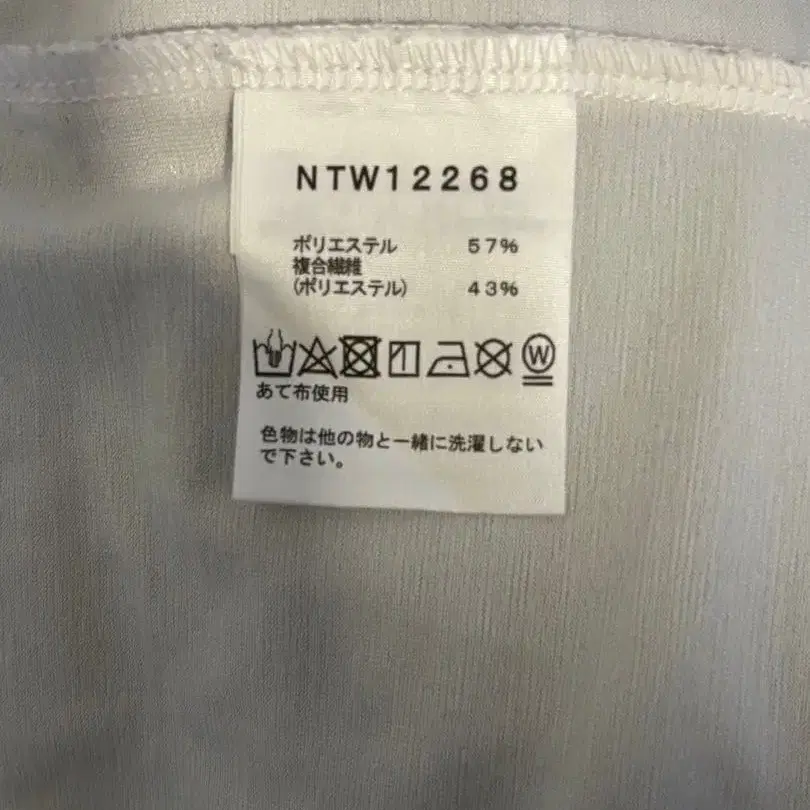 NTW12268
ポリエステル 57%
複合繊維
(ポリエステル) 43%
W
あて布使用
色物は他の物と一緒に洗濯しない
で下さい。